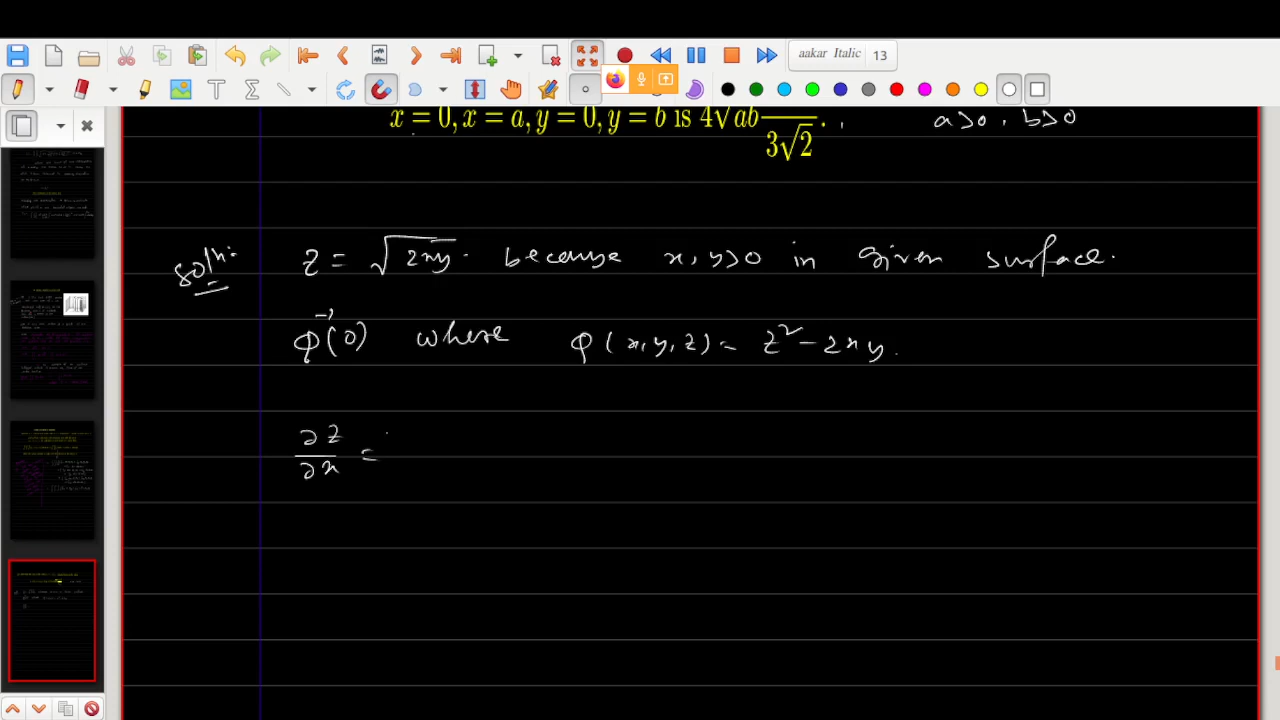 aakar Italic 13
x = 0, x = a, y = 0, y = b is 4√ab / 3√2 . , a>0, b>0
Soln: z = √2xy . because x, y>0 in given surface.
φ⁻¹(0) where φ(x, y, z) = z² - 2xy .
∂z/∂x =